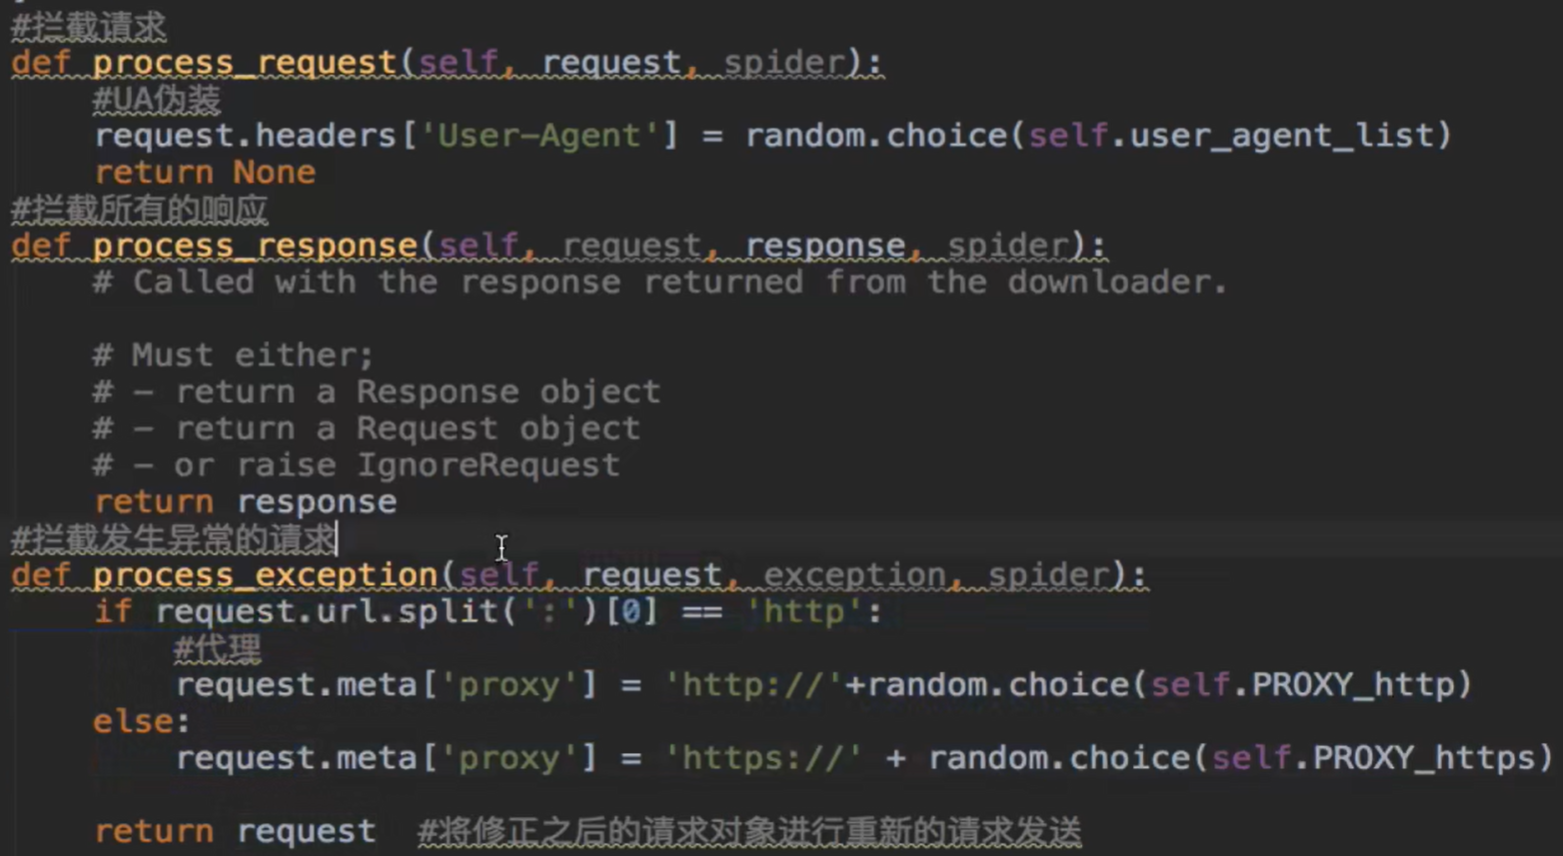 #拦截请求
def process_request(self, request, spider):
#UA伪装
request.headers['User-Agent'] = random.choice(self.user_agent_list)
return None
#拦截所有的响应
def process_response(self, request, response, spider):
# Called with the response returned from the downloader.
# Must either;
# - return a Response object
# - return a Request object
# - or raise IgnoreRequest
return response
#拦截发生异常的请求
def process_exception(self, request, exception, spider):
if request.url.split(':')[0] == 'http':
#代理
request.meta['proxy'] = 'http://'+random.choice(self.PROXY_http)
else:
request.meta['proxy'] = 'https://' + random.choice(self.PROXY_https)
return request #将修正之后的请求对象进行重新的请求发送